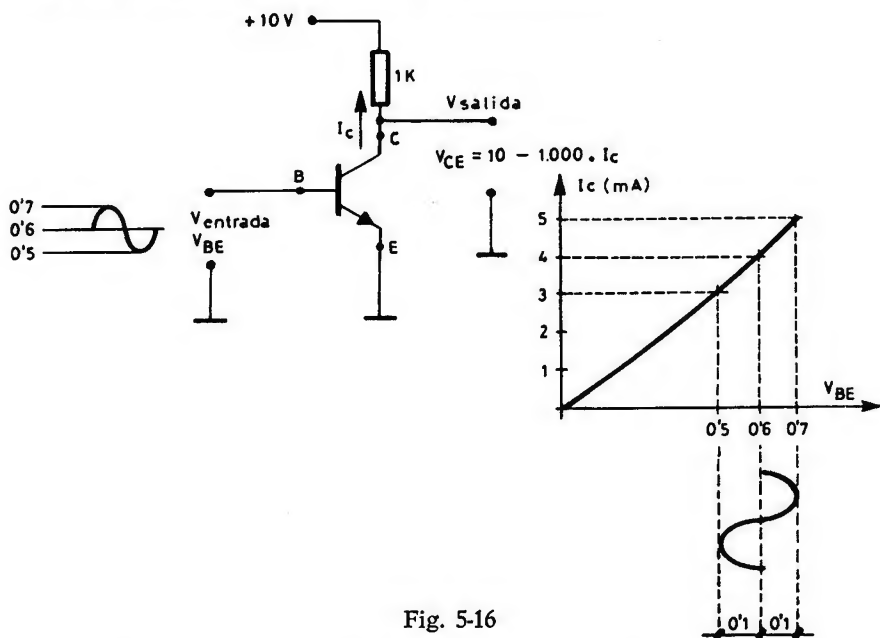 +10V
1K
Vsalida
Ic
C
VCE = 10 – 1.000 . Ic
B
0'7
0'6
0'5
Ventrada
VBE
E
Ic (mA)
5
4
3
2
1
VBE
0'5 0'6 0'7
0'1 0'1
Fig. 5-16